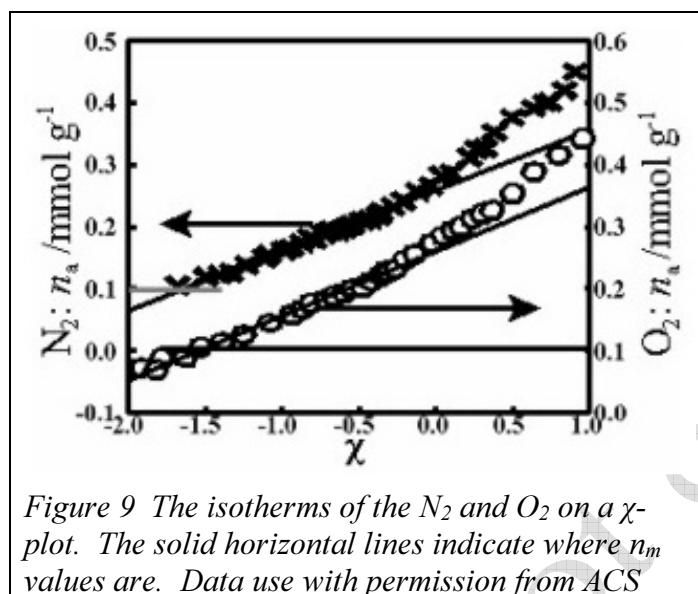 0.5 0.6
0.4 0.5
0.3 0.4
0.2 0.3
0.1 0.2
0.0 0.1
-0.1 0.0
N₂: nₐ /mmol g⁻¹
O₂: nₐ /mmol g⁻¹
-2.0 -1.5 -1.0 -0.5 0.0 0.5 1.0
χ
Figure 9 The isotherms of the N₂ and O₂ on a χ-
plot. The solid horizontal lines indicate where nₘ
values are. Data use with permission from ACS